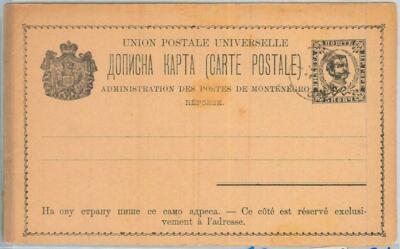 UNION POSTALE UNIVERSELLE
ДОПИСНА КАРТА (CARTE POSTALE)
ADMINISTRATION DES POSTES DE MONTÉNÉGRO
RÉPONSE.
На ову страну пише се само адреса. — Ce côté est réservé exclusi-
vement à l'adresse.